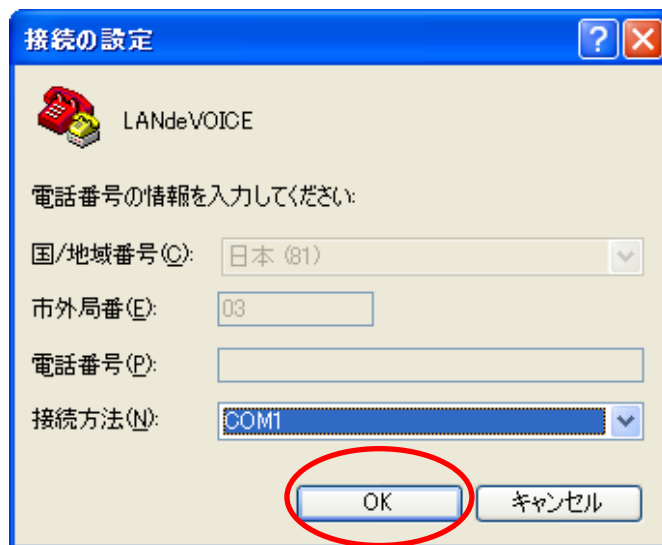 接続の設定
LANdeVOICE
電話番号の情報を入力してください:
国/地域番号(C): 日本 (81)
市外局番(E): 03
電話番号(P):
接続方法(N): COM1
OK キャンセル